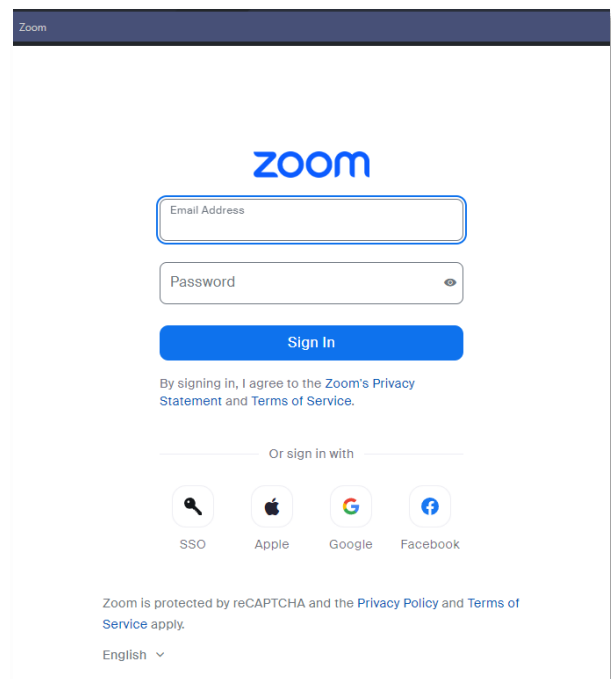 Zoom
zoom
Email Address
Password
Sign In
By signing in, I agree to the Zoom's Privacy
Statement and Terms of Service.
Or sign in with
SSO Apple Google Facebook
Zoom is protected by reCAPTCHA and the Privacy Policy and Terms of
Service apply.
English